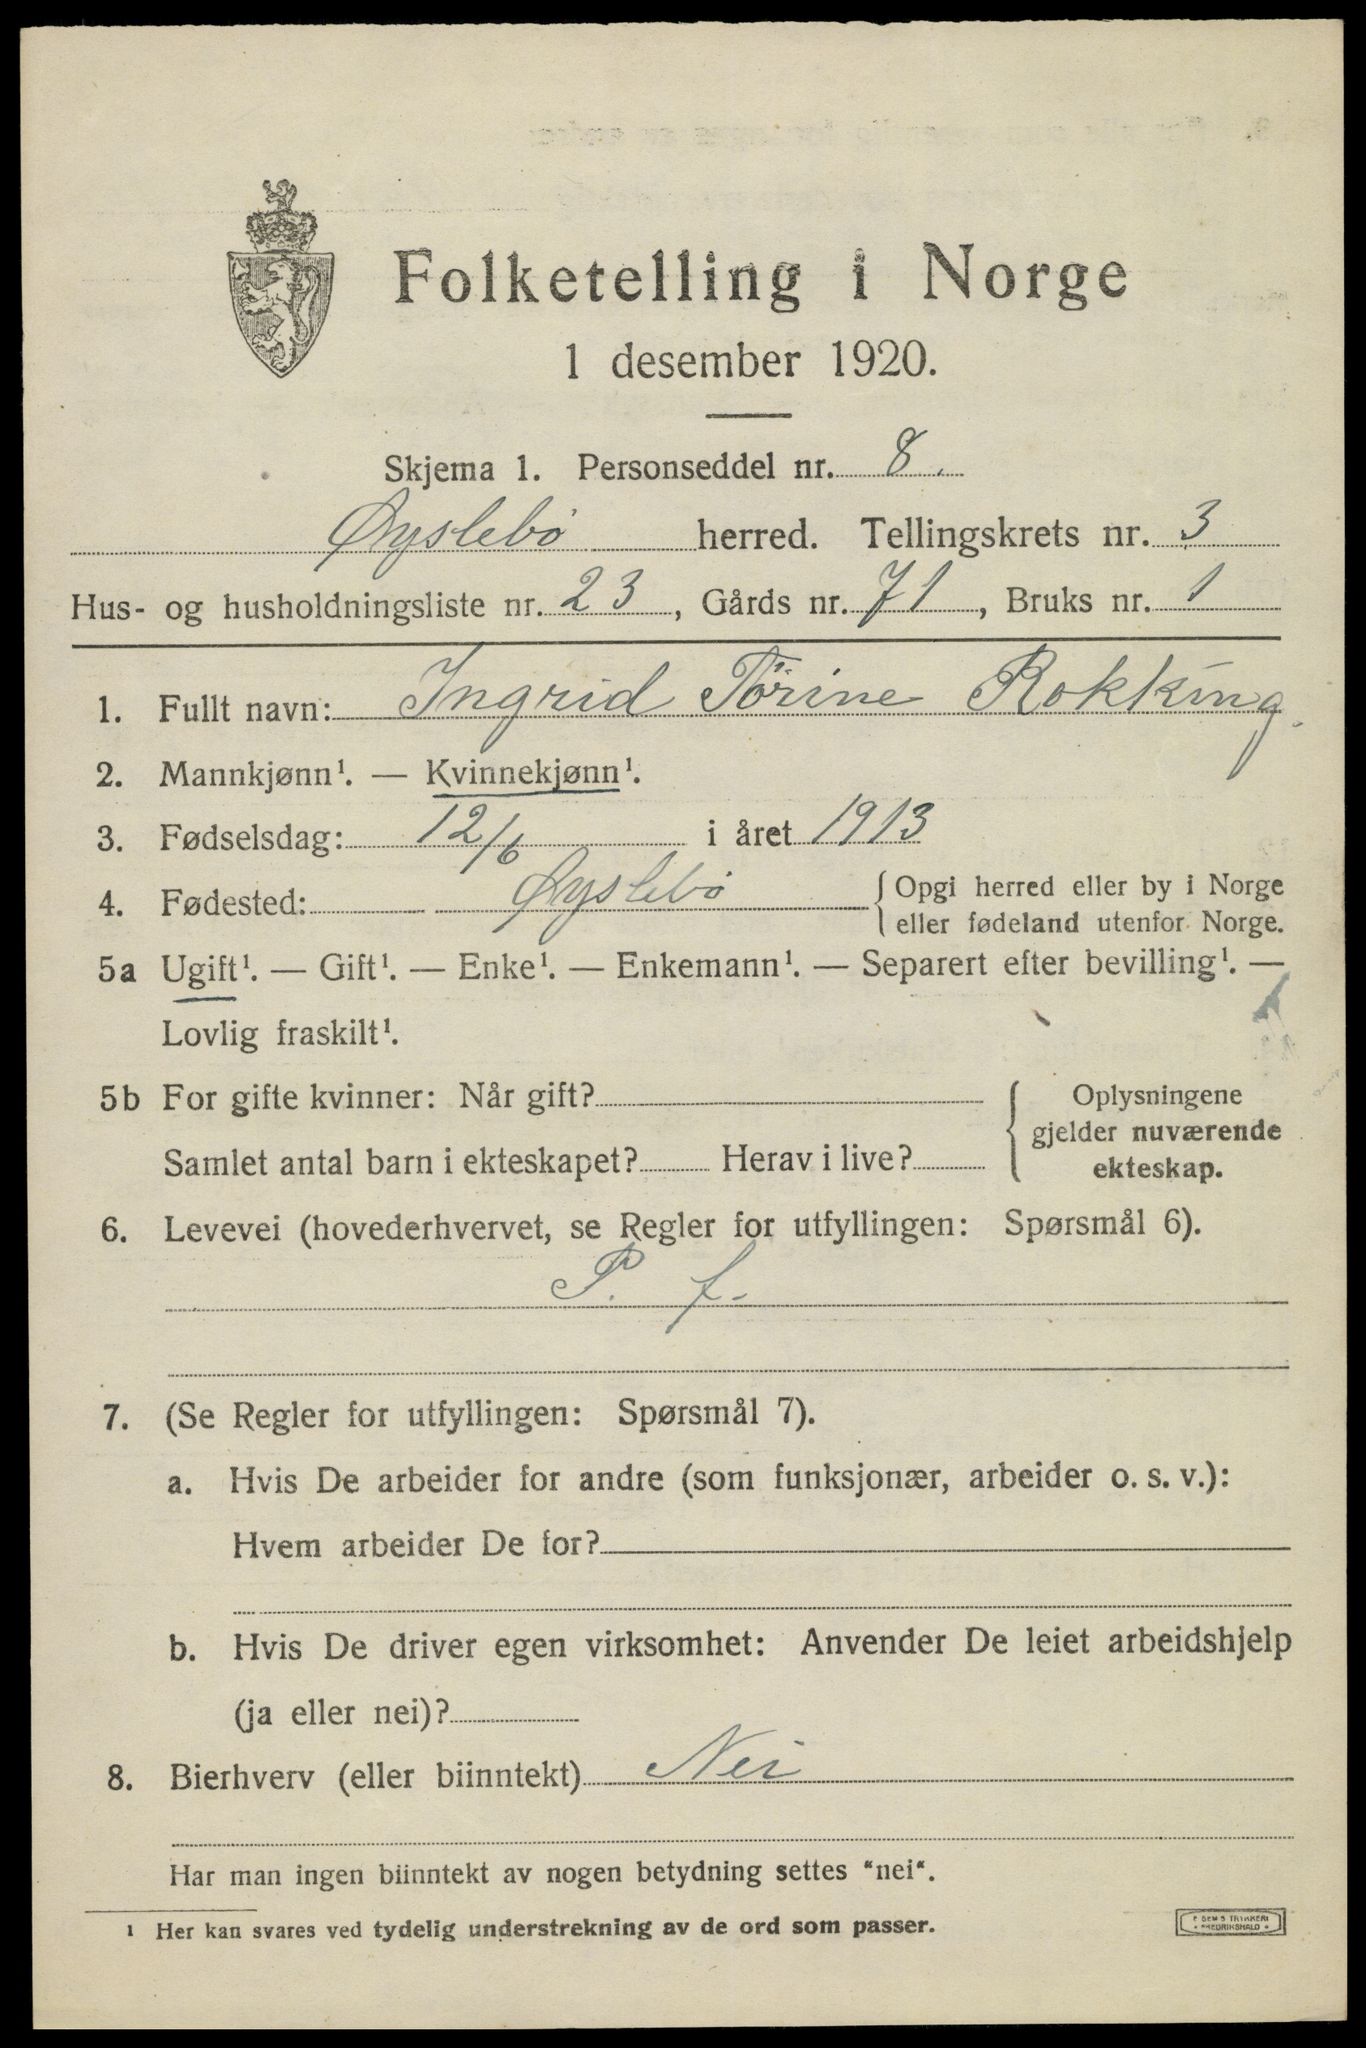 Folketelling i Norge
1 desember 1920.
Skjema 1. Personseddel nr. 8.
Øyslebö herred. Tellingskrets nr. 3
Hus- og husholdningsliste nr. 23, Gårds nr. 71, Bruks nr. 1
1. Fullt navn: Ingrid Törine Rokking.
2. Mannkjønn¹. — Kvinnekjønn¹.
3. Fødselsdag: 12/6 i året 1913
4. Fødested: Øyslebö { Opgi herred eller by i Norge
eller fødeland utenfor Norge.
5a Ugift¹. — Gift¹. — Enke¹. — Enkemann¹. — Separert efter bevilling¹. —
Lovlig fraskilt¹.
5b For gifte kvinner: Når gift? { Oplysningene
gjelder nuværende
Samlet antal barn i ekteskapet? Herav i live? ekteskap.
6. Levevei (hovederhvervet, se Regler for utfyllingen: Spørsmål 6).
P. f.
7. (Se Regler for utfyllingen: Spørsmål 7).
a. Hvis De arbeider for andre (som funksjonær, arbeider o. s. v.):
Hvem arbeider De for?
b. Hvis De driver egen virksomhet: Anvender De leiet arbeidshjelp
(ja eller nei)?
8. Bierhverv (eller biinntekt) Nei
Har man ingen biinntekt av nogen betydning settes "nei".
¹ Her kan svares ved tydelig understrekning av de ord som passer.
TRYKKERI
FREDRIKSHALD